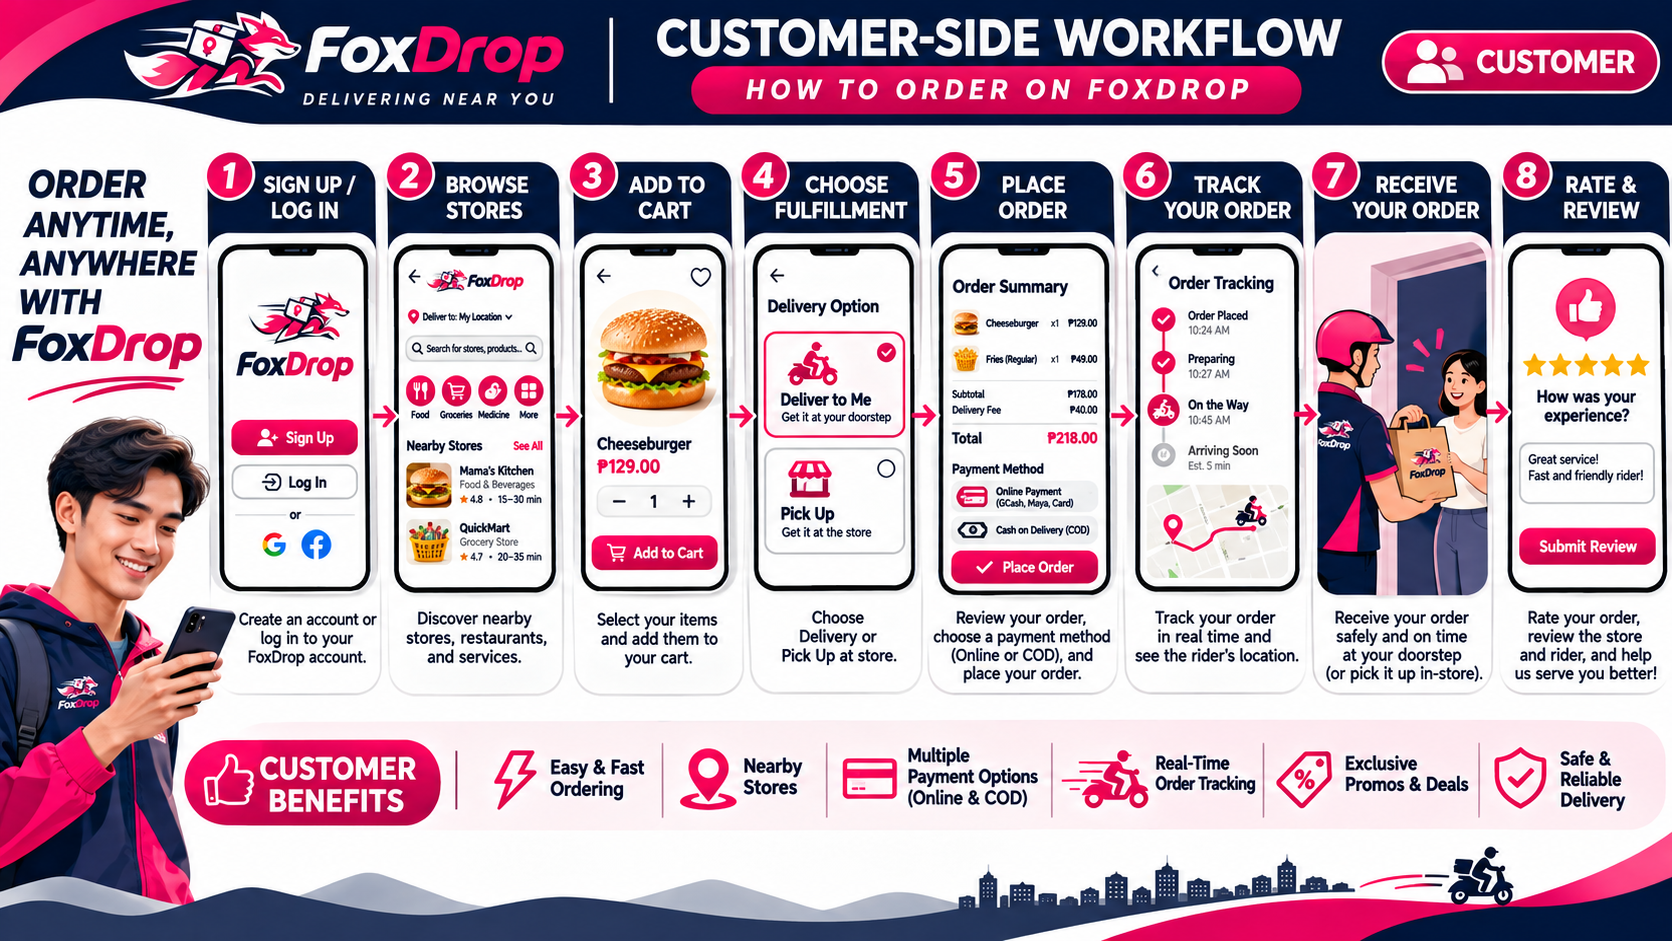 FoxDrop
DELIVERING NEAR YOU
CUSTOMER-SIDE WORKFLOW
HOW TO ORDER ON FOXDROP
CUSTOMER
ORDER
ANYTIME,
ANYWHERE
WITH
FoxDrop
FoxDrop
1
SIGN UP /
LOG IN
FoxDrop
Sign Up
Log In
or
Create an account or
log in to your
FoxDrop account.
2
BROWSE
STORES
FoxDrop
Deliver to: My Location
Search for stores, products...
Food
Groceries
Medicine
More
Nearby Stores
See All
Mama's Kitchen
Food & Beverages
4.8 • 15–30 min
QuickMart
Grocery Store
4.7 • 20–35 min
Discover nearby
stores, restaurants,
and services.
3
ADD TO
CART
Cheeseburger
₱129.00
− 1 +
Add to Cart
Select your items
and add them to
your cart.
4
CHOOSE
FULFILLMENT
Delivery Option
Deliver to Me
Get it at your doorstep
Pick Up
Get it at the store
Choose
Delivery or
Pick Up at store.
5
PLACE
ORDER
Order Summary
Cheeseburger x1 ₱129.00
Fries (Regular) x1 ₱49.00
Subtotal ₱178.00
Delivery Fee ₱40.00
Total ₱218.00
Payment Method
Online Payment
(GCash, Maya, Card)
Cash on Delivery (COD)
Place Order
Review your order,
choose a payment method
(Online or COD), and
place your order.
6
TRACK
YOUR ORDER
Order Tracking
Order Placed
10:24 AM
Preparing
10:27 AM
On the Way
10:45 AM
Arriving Soon
Est. 5 min
Track your order
in real time and
see the rider's location.
7
RECEIVE
YOUR ORDER
FoxDrop
FoxDrop
Receive your order
safely and on time
at your doorstep
(or pick it up in-store).
8
RATE &
REVIEW
How was your
experience?
Great service!
Fast and friendly rider!
Submit Review
Rate your order,
review the store
and rider, and help
us serve you better!
CUSTOMER
BENEFITS
Easy & Fast
Ordering
Nearby
Stores
Multiple
Payment Options
(Online & COD)
Real-Time
Order Tracking
%
Exclusive
Promos & Deals
Safe &
Reliable
Delivery